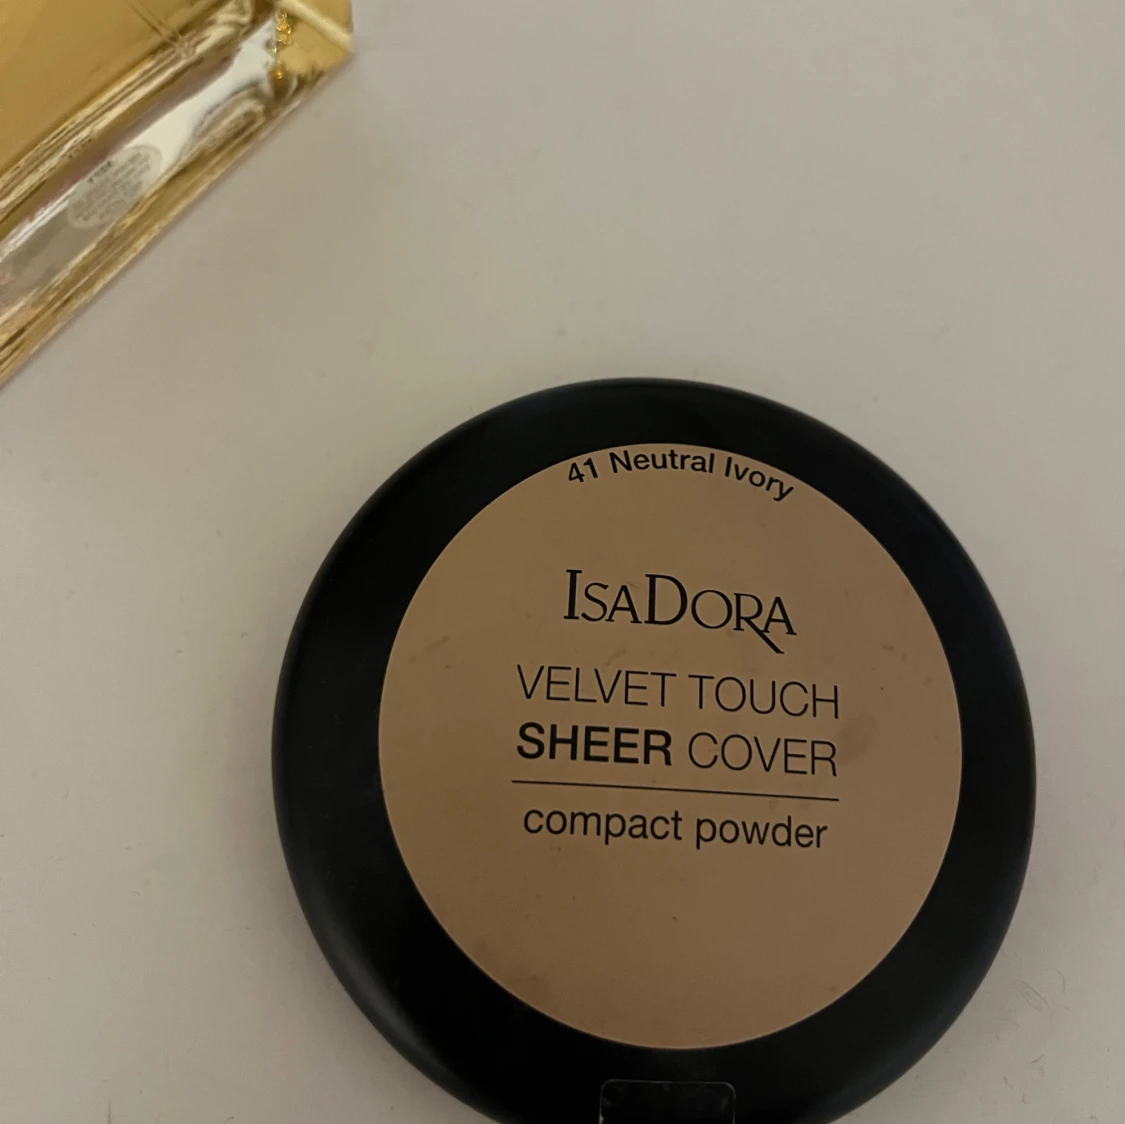 41 Neutral Ivory
ISADORA
VELVET TOUCH
SHEER COVER
compact powder